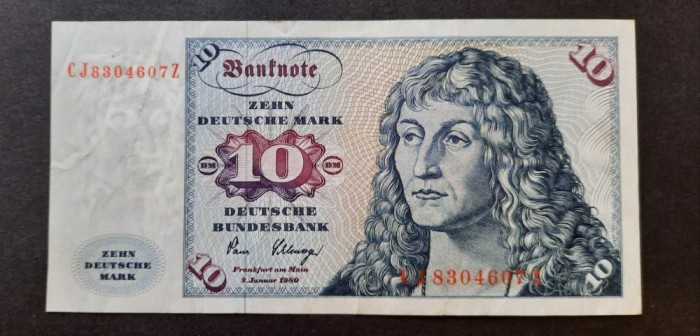 CJ8304607Z
10
Banknote
10
ZEHN
DEUTSCHE MARK
DM
10
DM
DEUTSCHE
BUNDESBANK
Frankfurt am Main
2. Januar 1980
ZEHN
DEUTSCHE
MARK
10
CJ8304607Z
10